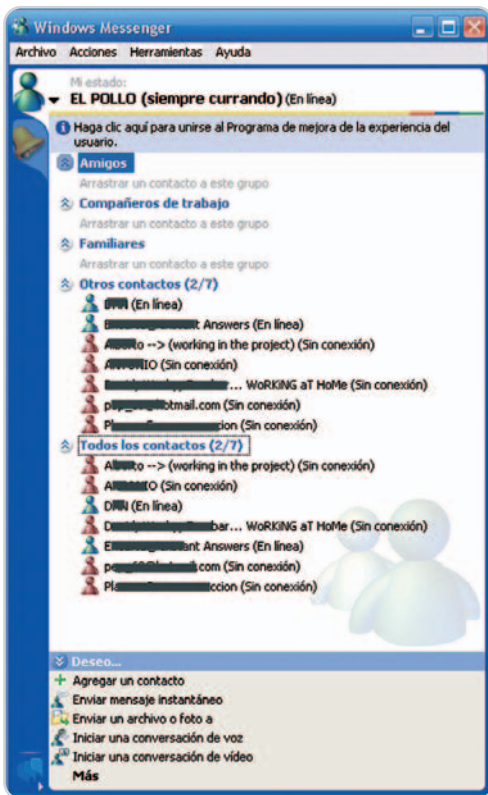 Windows Messenger
Archivo Acciones Herramientas Ayuda
Mi estado:
EL POLLO (siempre currando) (En línea)
Haga clic aquí para unirse al Programa de mejora de la experiencia del
usuario.
Amigos
Arrastrar un contacto a este grupo
Compañeros de trabajo
Arrastrar un contacto a este grupo
Familiares
Arrastrar un contacto a este grupo
Otros contactos (2/7)
(En línea)
Answers (En línea)
--> (working in the project) (Sin conexión)
(Sin conexión)
... WoRKiNG aT HoMe (Sin conexión)
.com (Sin conexión)
(Sin conexión)
Todos los contactos (2/7)
--> (working in the project) (Sin conexión)
(Sin conexión)
(En línea)
... WoRKiNG aT HoMe (Sin conexión)
Answers (En línea)
.com (Sin conexión)
(Sin conexión)
Deseo...
Agregar un contacto
Enviar mensaje instantáneo
Enviar un archivo o foto a
Iniciar una conversación de voz
Iniciar una conversación de vídeo
Más